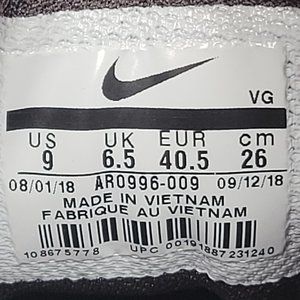 VG
US UK EUR cm
9 6.5 40.5 26
08/01/18 AR0996-009 09/12/18
MADE IN VIETNAM
FABRIQUE AU VIETNAM
1086757778 UPC 00191887231240